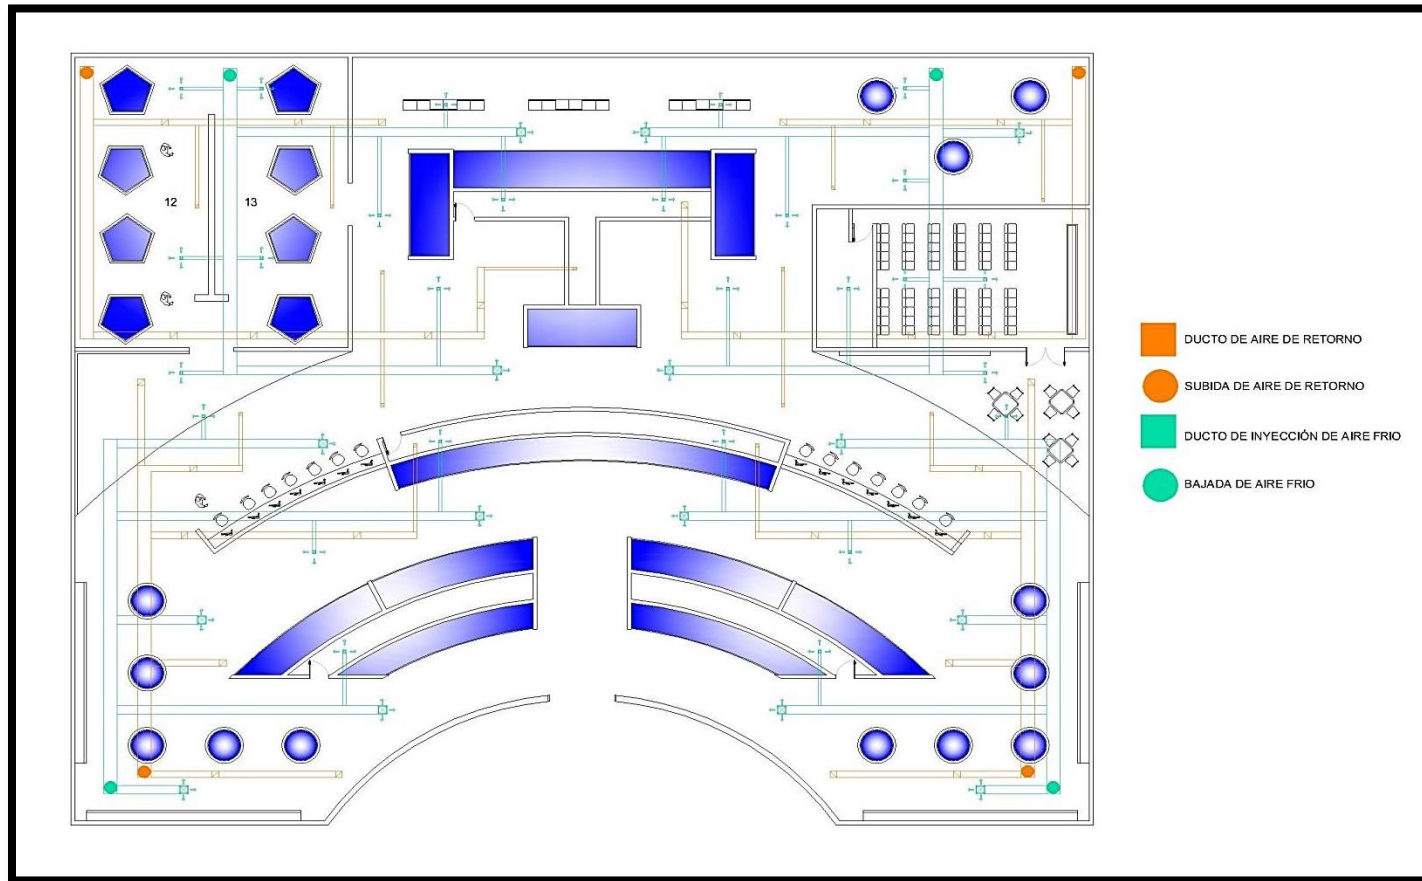 12
13
DUCTO DE AIRE DE RETORNO
SUBIDA DE AIRE DE RETORNO
DUCTO DE INYECCIÓN DE AIRE FRIO
BAJADA DE AIRE FRIO